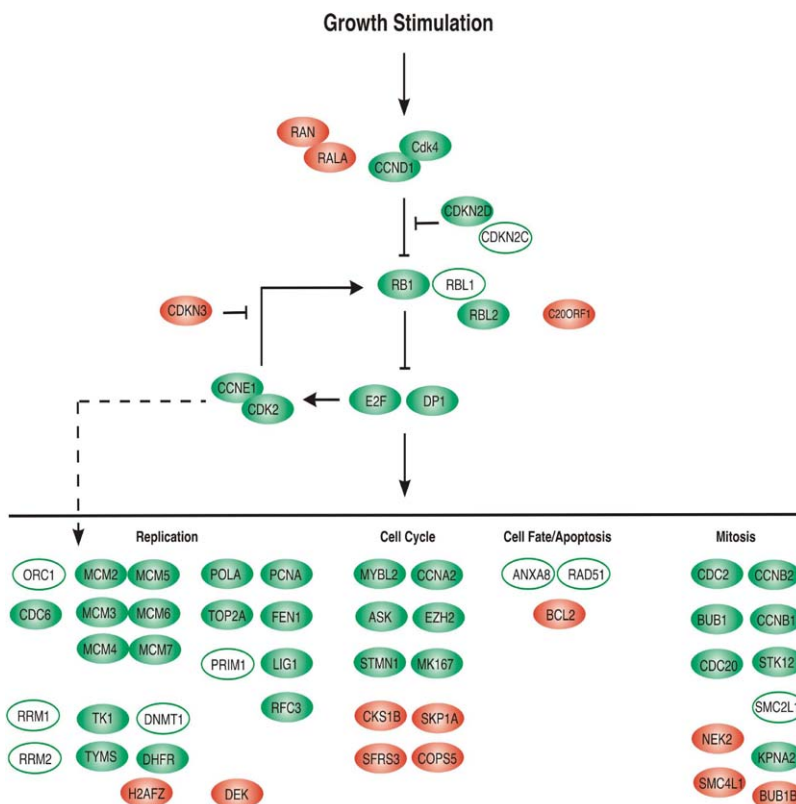 Growth Stimulation
RAN
RALA
Cdk4
CCND1
CDKN2D
CDKN2C
RB1
RBL1
CDKN3
RBL2
C20ORF1
CCNE1
CDK2
E2F
DP1
Replication
Cell Cycle
Cell Fate/Apoptosis
Mitosis
ORC1
MCM2
MCM5
POLA
PCNA
MYBL2
CCNA2
ANXA8
RAD51
CDC2
CCNB2
CDC6
MCM3
MCM6
TOP2A
FEN1
ASK
EZH2
BCL2
BUB1
CCNB1
MCM4
MCM7
PRIM1
LIG1
STMN1
MK167
CDC20
STK12
RFC3
SMC2L1
RRM1
TK1
DNMT1
CKS1B
SKP1A
NEK2
RRM2
TYMS
DHFR
SFRS3
COPS5
KPNA2
H2AFZ
DEK
SMC4L1
BUB1B